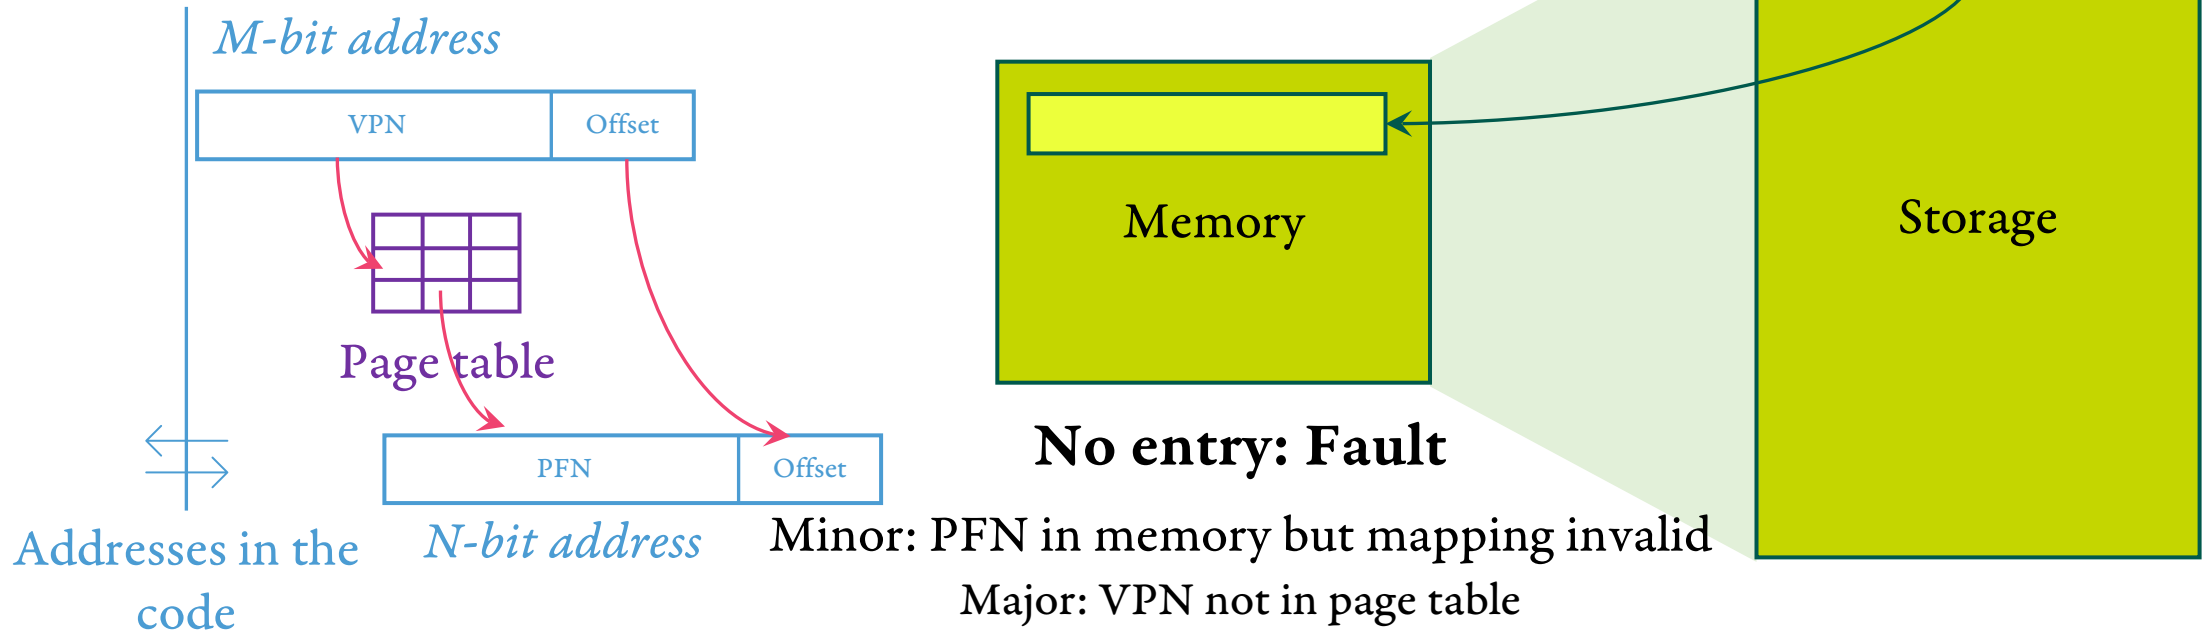 M-bit address
VPN
Offset
Page table
PFN
Offset
N-bit address
Addresses in the
code
Memory
Storage
No entry: Fault
Minor: PFN in memory but mapping invalid
Major: VPN not in page table